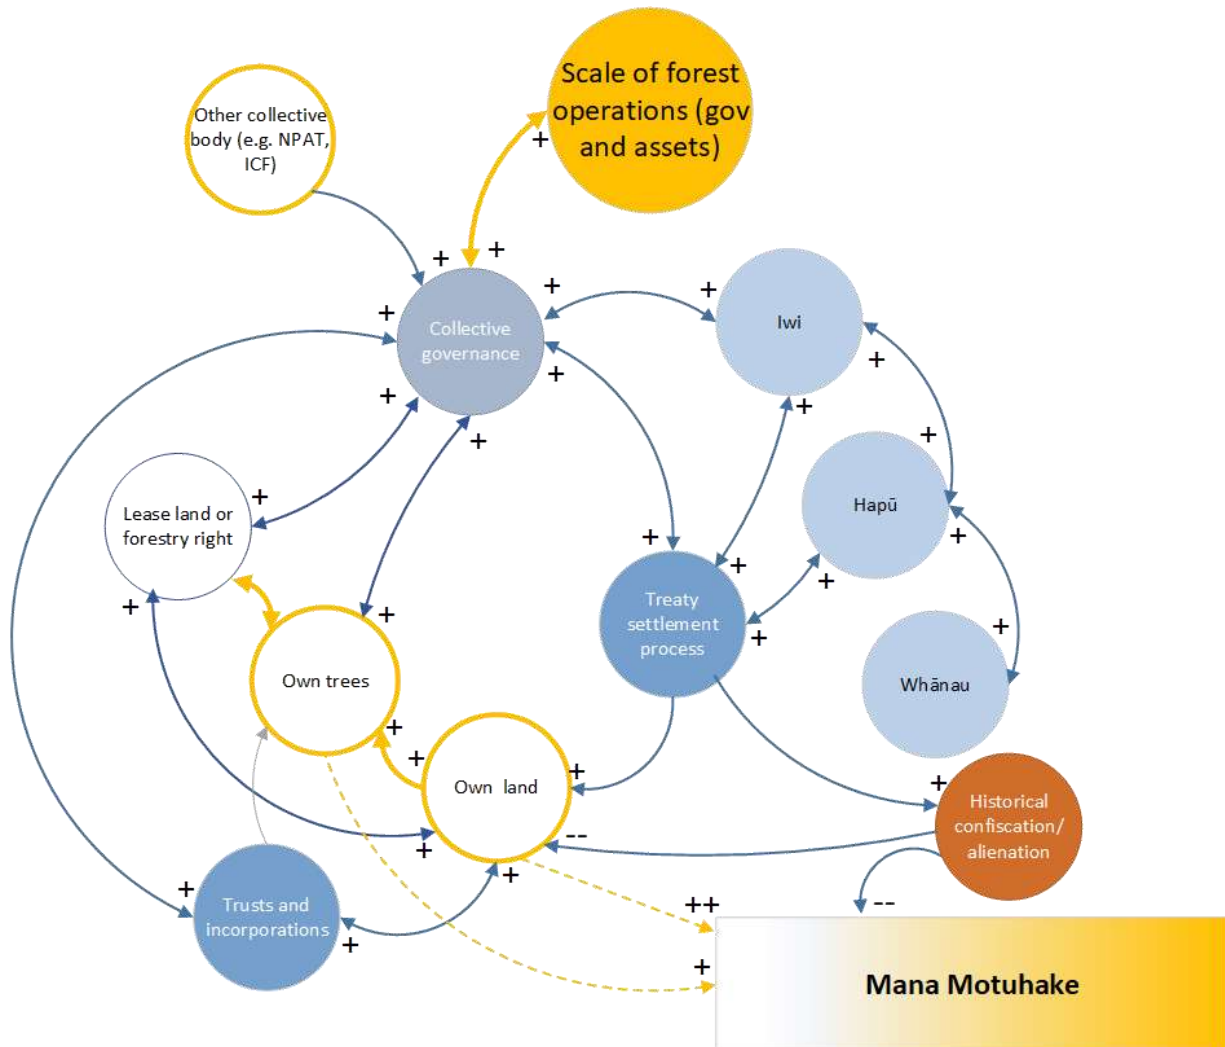 Scale of forest
operations (gov
and assets)
Other collective
body (e.g. NPAT,
ICF)
+
+
+
+
+
+
Iwi
Collective
governance
+
+
+
+
+
+
+
Hapū
Lease land or
forestry right
+
+
+
+
+
+
+
Treaty
settlement
process
+
+
+
Own trees
Whānau
+
+
+
Own  land
+
Historical
confiscation/
alienation
--
+
+
Trusts and
incorporations
+
+
++
--
+
Mana Motuhake